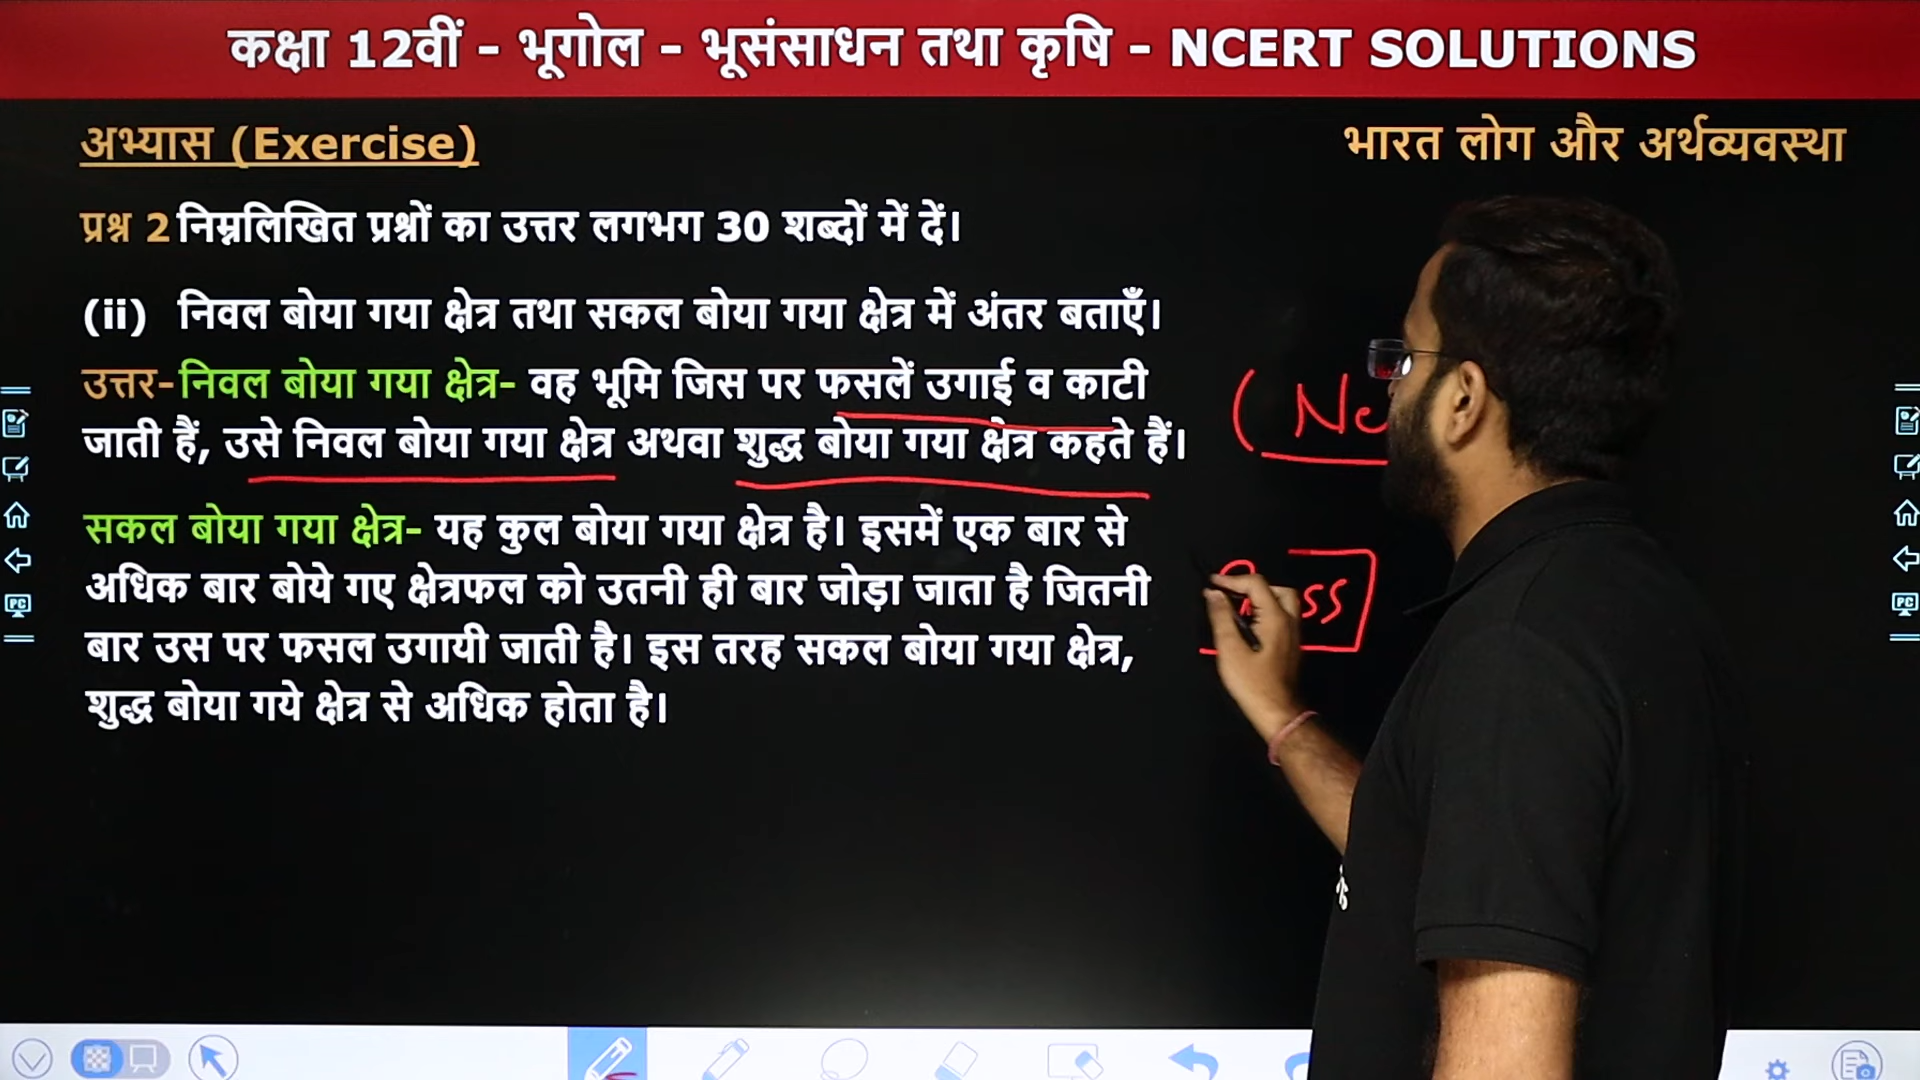 कक्षा 12वीं - भूगोल - भूसंसाधन तथा कृषि - NCERT SOLUTIONS
अभ्यास (Exercise)
भारत लोग और अर्थव्यवस्था
प्रश्न 2 निम्नलिखित प्रश्नों का उत्तर लगभग 30 शब्दों में दें।
(ii) निवल बोया गया क्षेत्र तथा सकल बोया गया क्षेत्र में अंतर बताएँ।
उत्तर- निवल बोया गया क्षेत्र- वह भूमि जिस पर फसलें उगाई व काटी
जाती हैं, उसे निवल बोया गया क्षेत्र अथवा शुद्ध बोया गया क्षेत्र कहते हैं।
सकल बोया गया क्षेत्र- यह कुल बोया गया क्षेत्र है। इसमें एक बार से
अधिक बार बोये गए क्षेत्रफल को उतनी ही बार जोड़ा जाता है जितनी
बार उस पर फसल उगायी जाती है। इस तरह सकल बोया गया क्षेत्र,
शुद्ध बोया गये क्षेत्र से अधिक होता है।
PC
PC